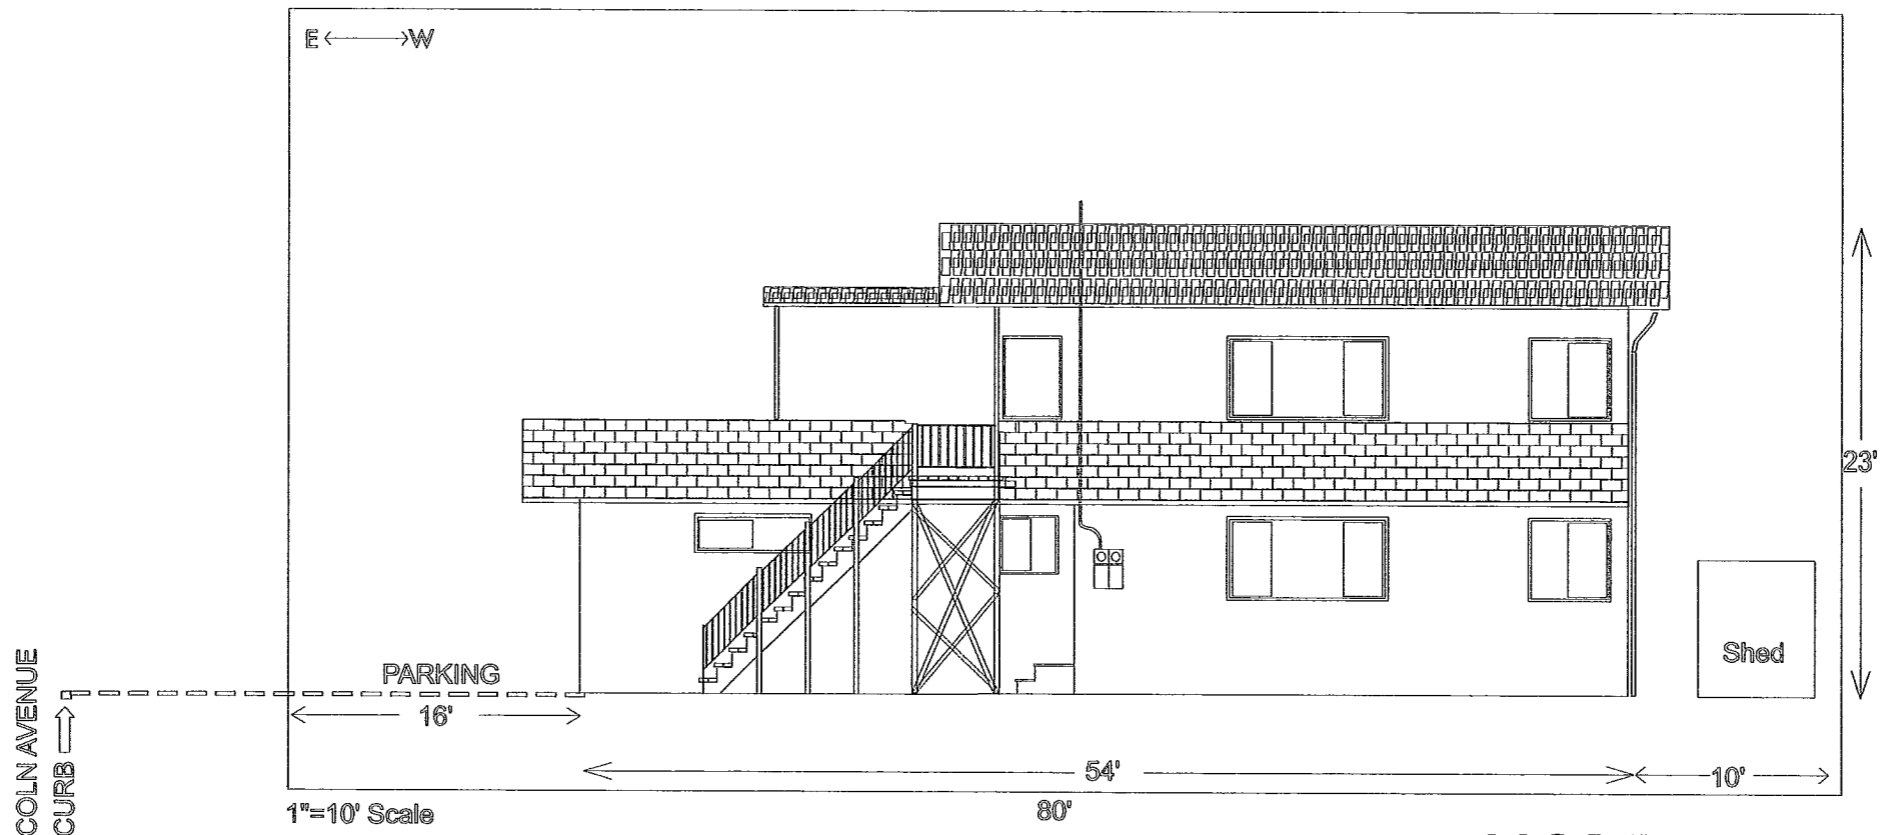 E W
23'
Shed
PARKING
16'
COLN AVENUE
CURB
54'
10'
1"=10' Scale
80'